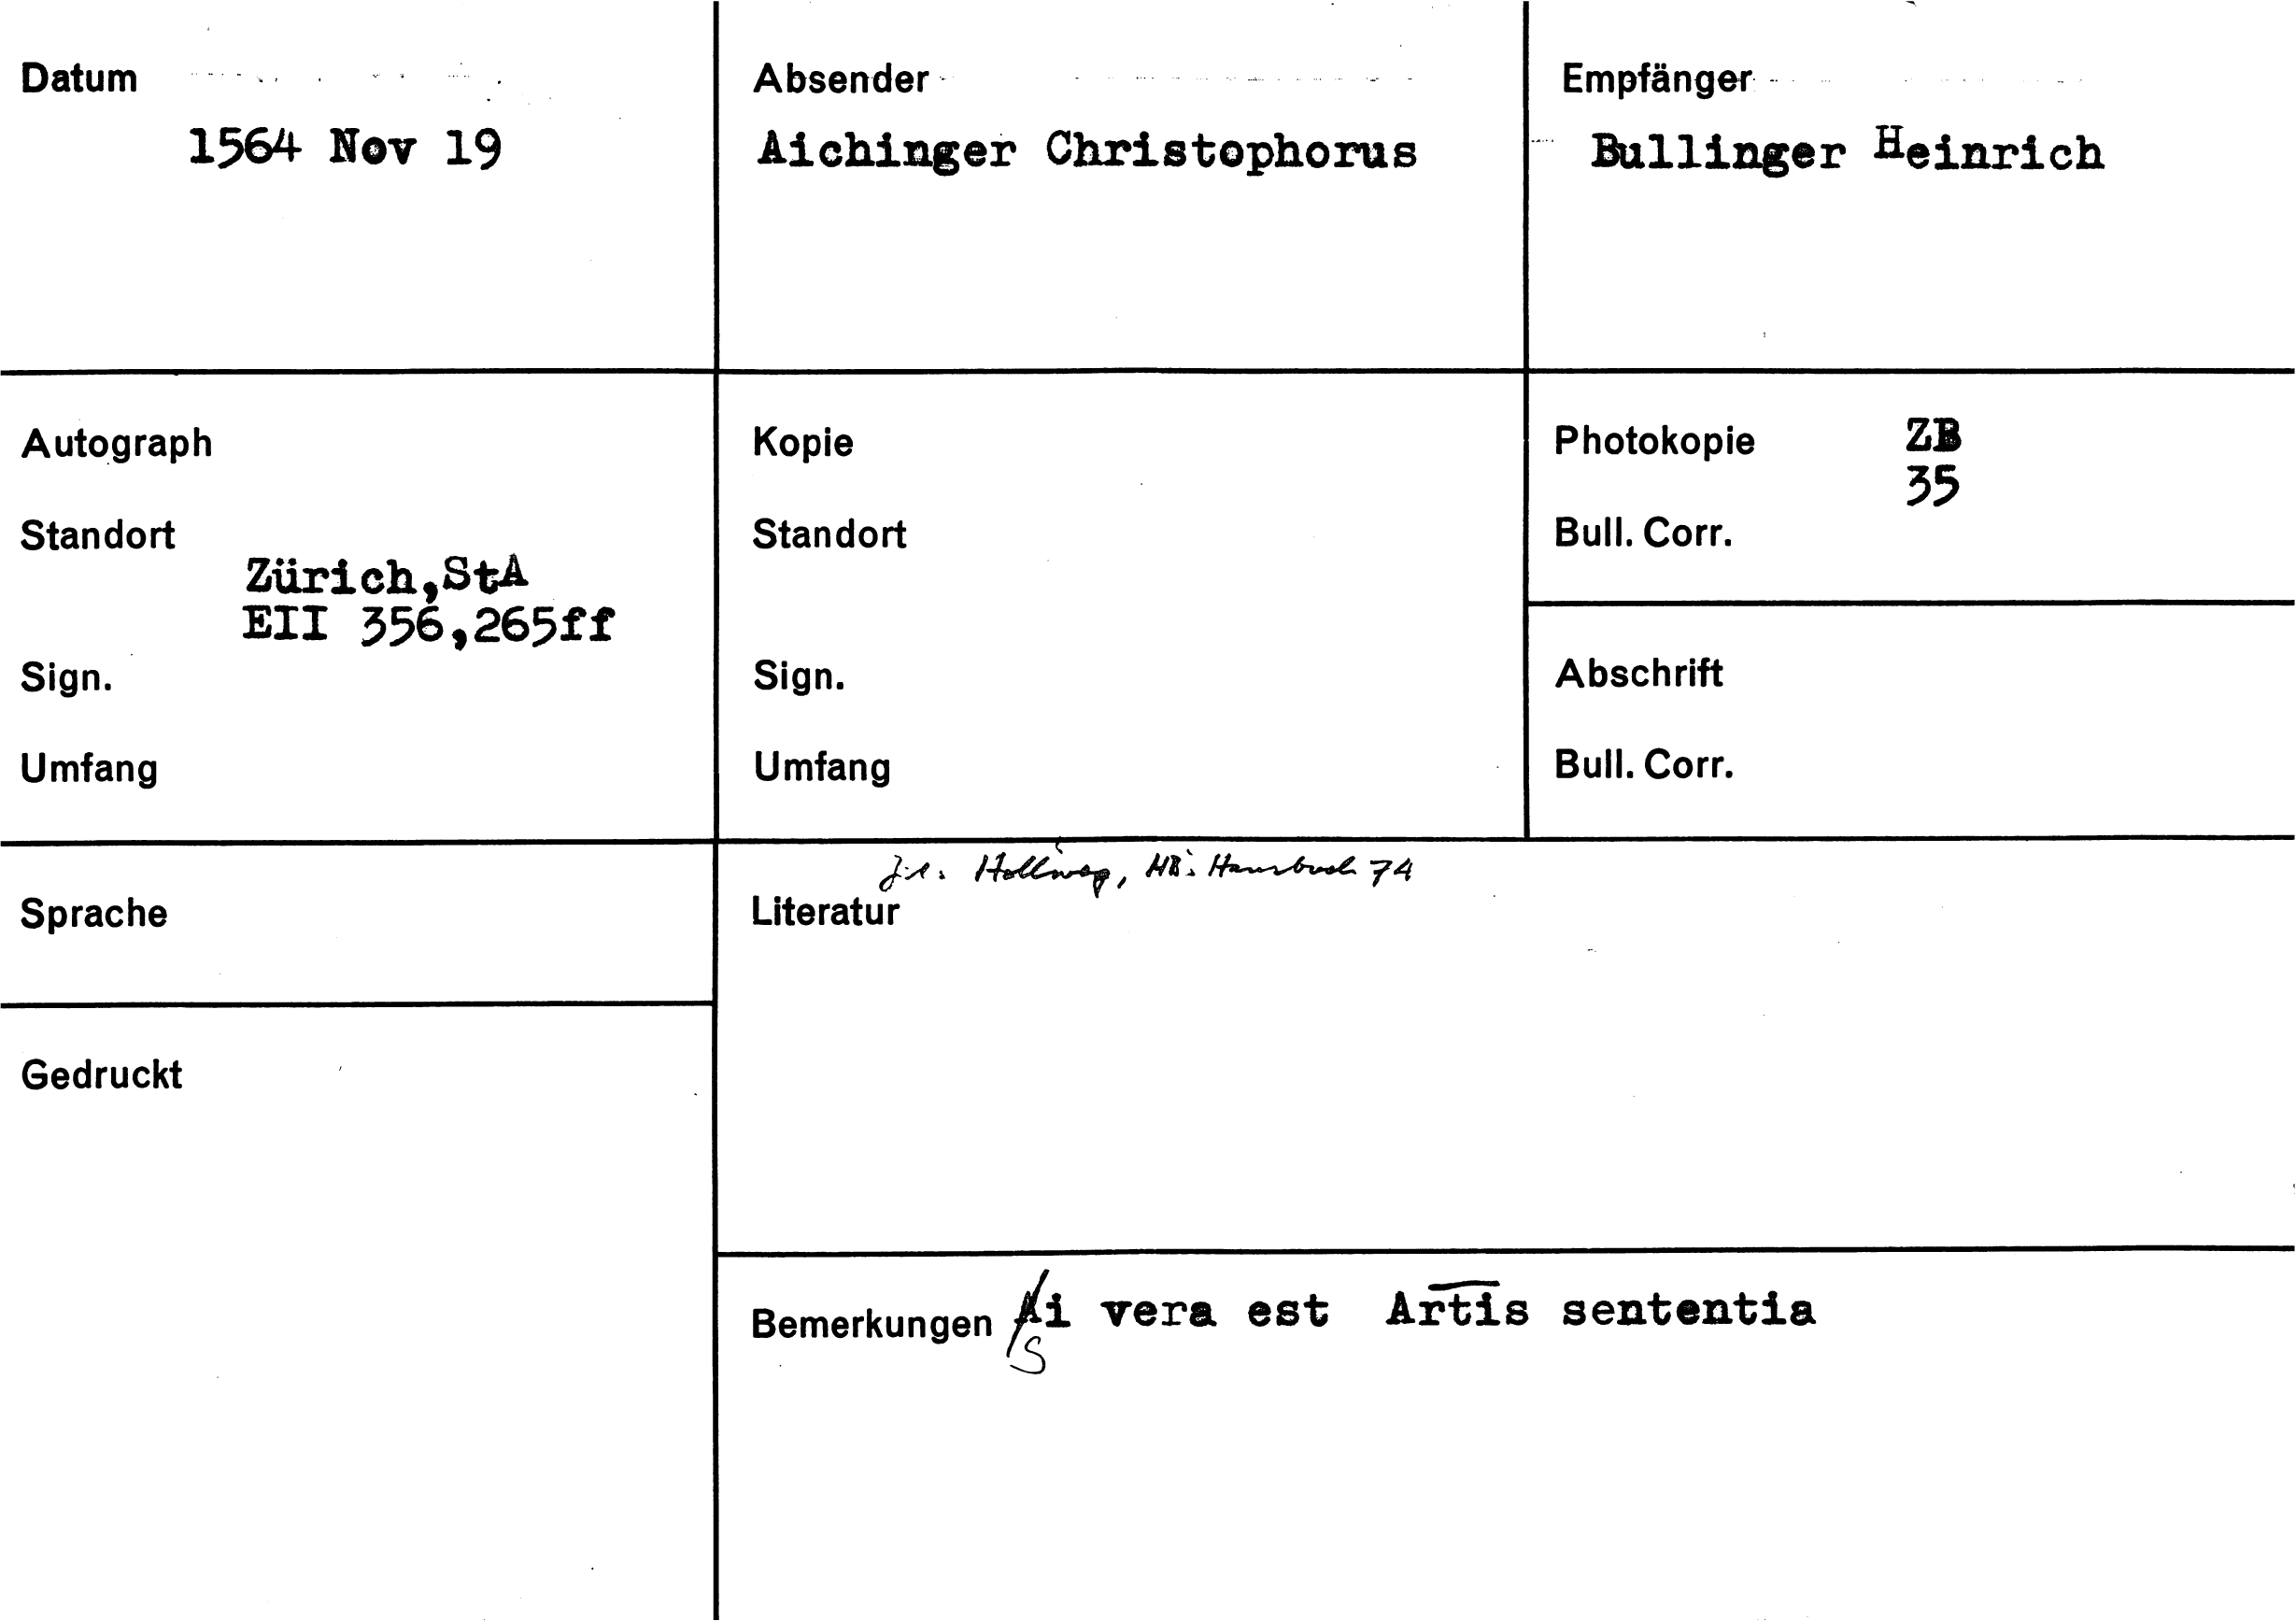 Datum
1564 Nov 19
Absender
Aichinger Christophorus
Empfänger
Bullinger Heinrich
Autograph
Standort
Zürich,StA
EII 356,265ff
Sign.
Umfang
Kopie
Standort
Sign.
Umfang
Photokopie ZB
35
Bull. Corr.
Abschrift
Bull. Corr.
Sprache
Hollweg, HB's Hausbuch 74
Literatur
Gedruckt
Bemerkungen Ai vera est Artis sententia
S